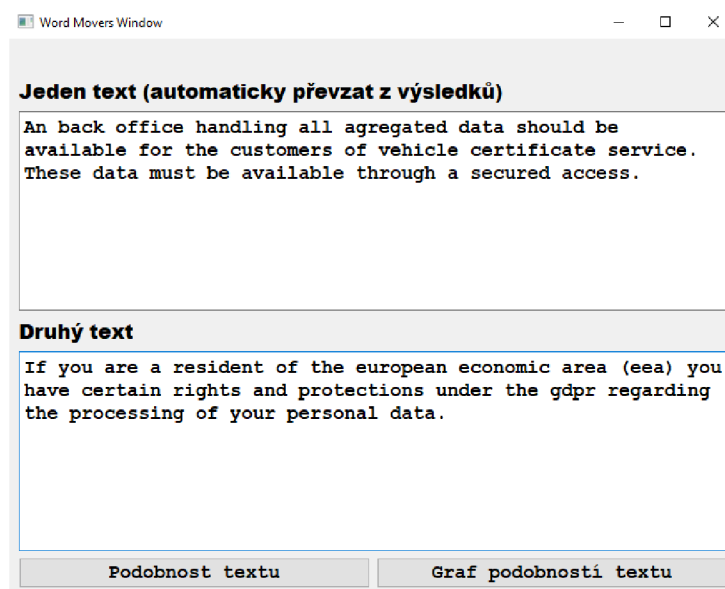 Word Movers Window
Jeden text (automaticky převzat z výsledků)
An back office handling all agregated data should be
available for the customers of vehicle certificate service.
These data must be available through a secured access.
Druhý text
If you are a resident of the european economic area (eea) you
have certain rights and protections under the gdpr regarding
the processing of your personal data.
Podobnost textu Graf podobností textu